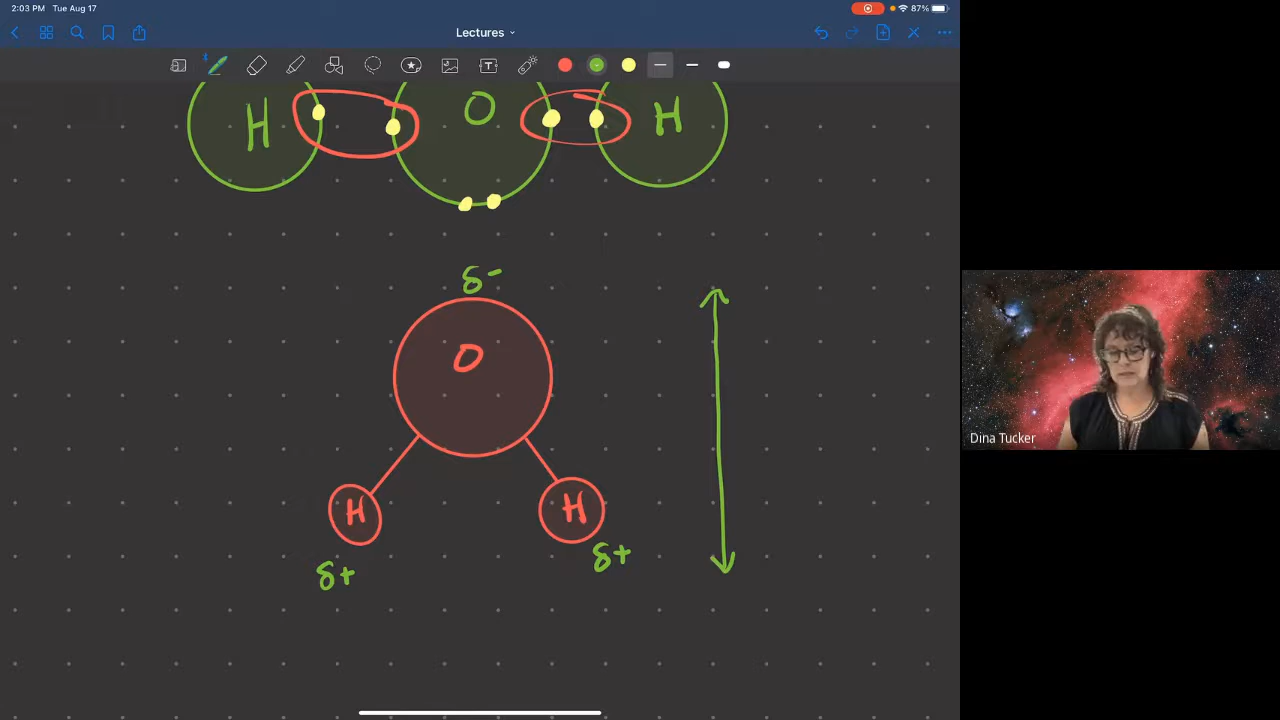 2:03 PM Tue Aug 17
87%
Lectures
T
H
O
H
δ-
O
H
H
δ+
δ+
Dina Tucker